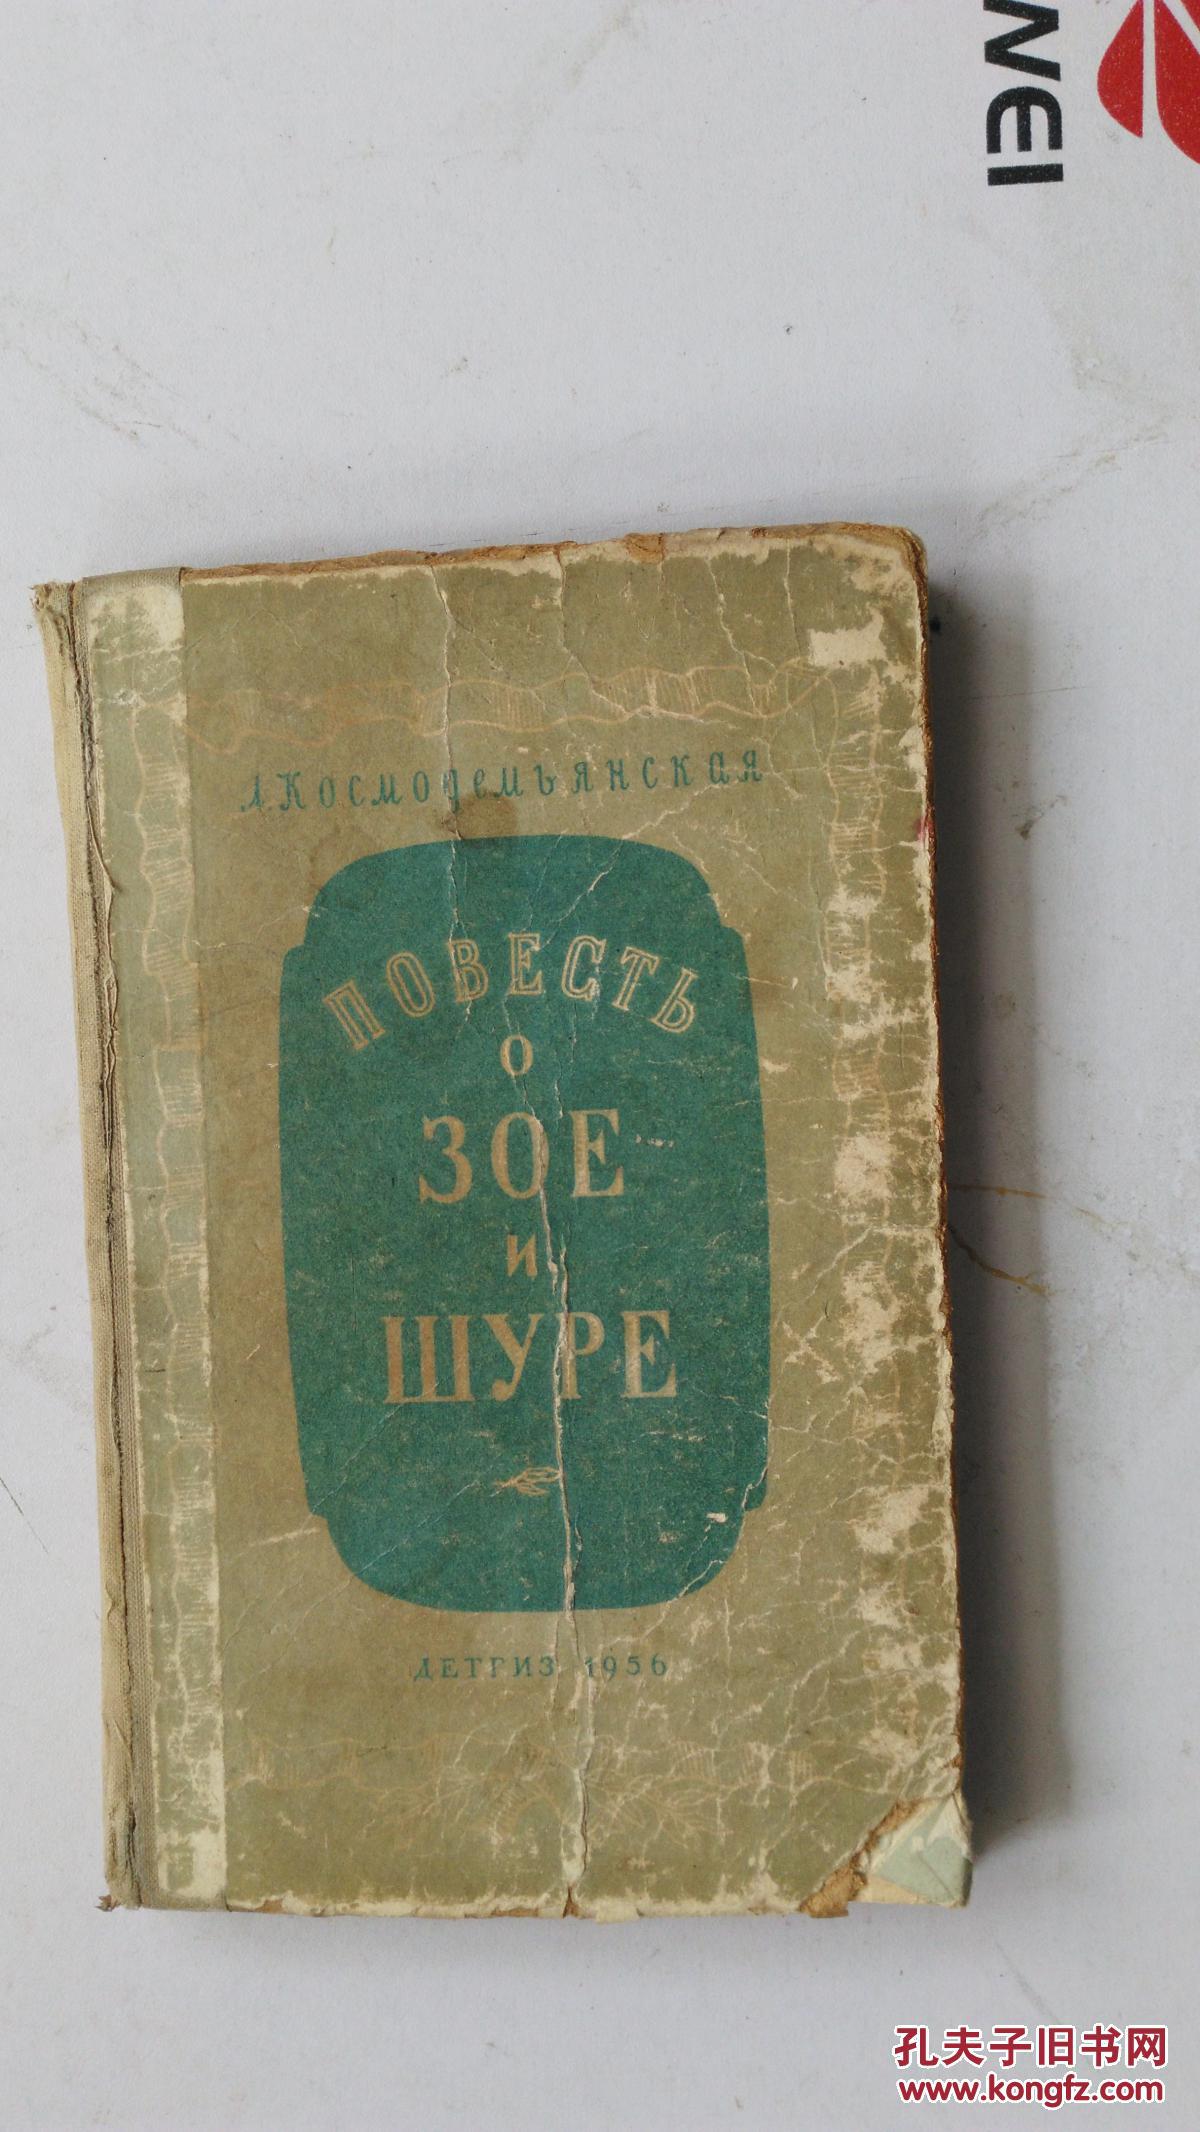 WEI
Л. Космодемьянская
ПОВЕСТЬ
О
ЗОЕ
И
ШУРЕ
ДЕТГИЗ 1956
孔夫子旧书网
www.kongfz.com